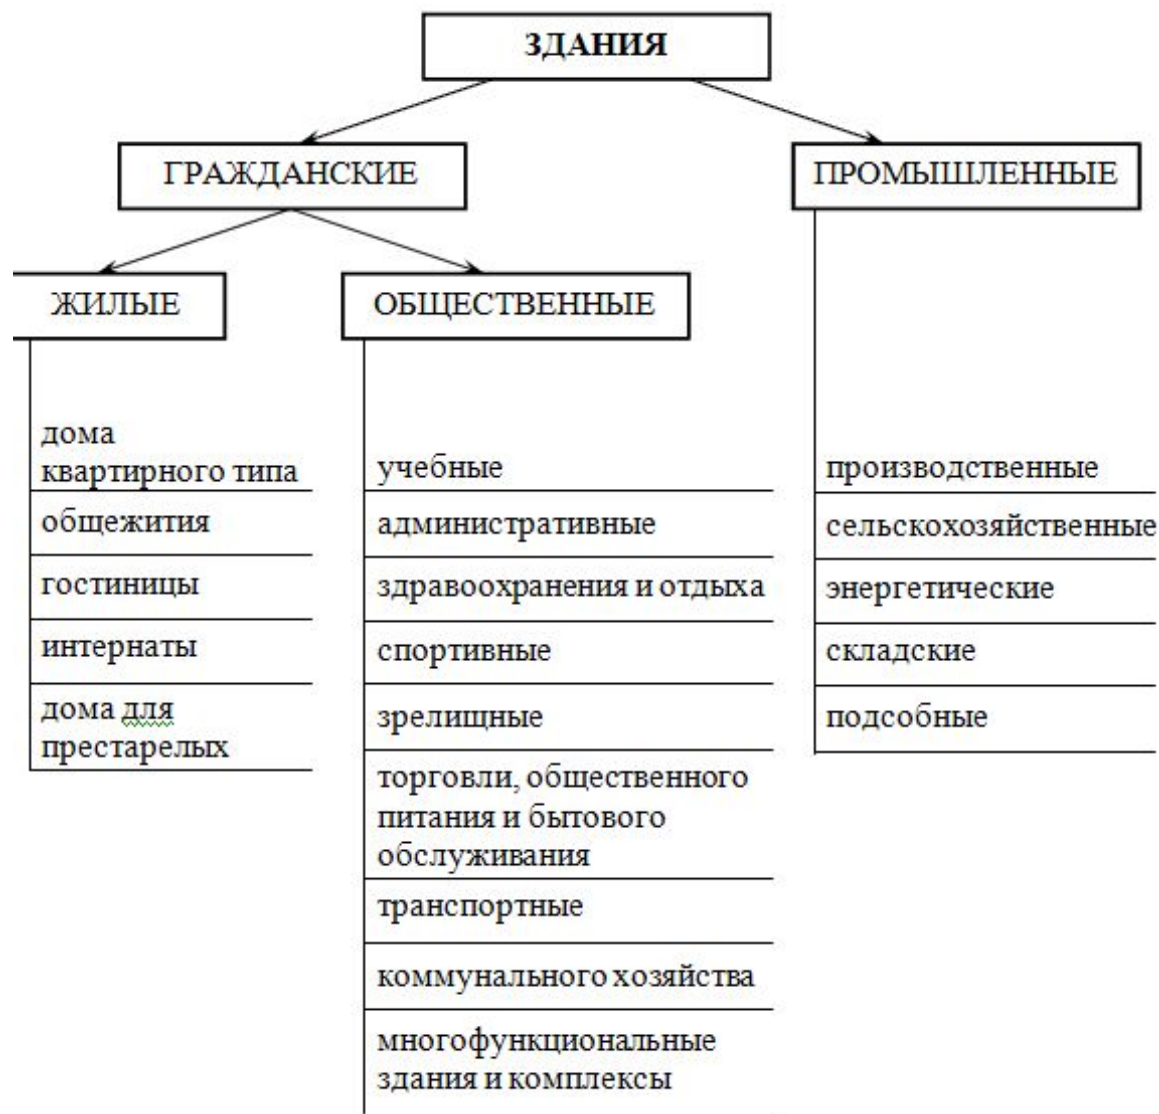 ЗДАНИЯ
ГРАЖДАНСКИЕ
ПРОМЫШЛЕННЫЕ
ЖИЛЫЕ
ОБЩЕСТВЕННЫЕ
дома
квартирного типа
общежития
гостиницы
интернаты
дома для
престарелых
учебные
административные
здравоохранения и отдыха
спортивные
зрелищные
торговли, общественного
питания и бытового
обслуживания
транспортные
коммунального хозяйства
многофункциональные
здания и комплексы
производственные
сельскохозяйственные
энергетические
складские
подсобные